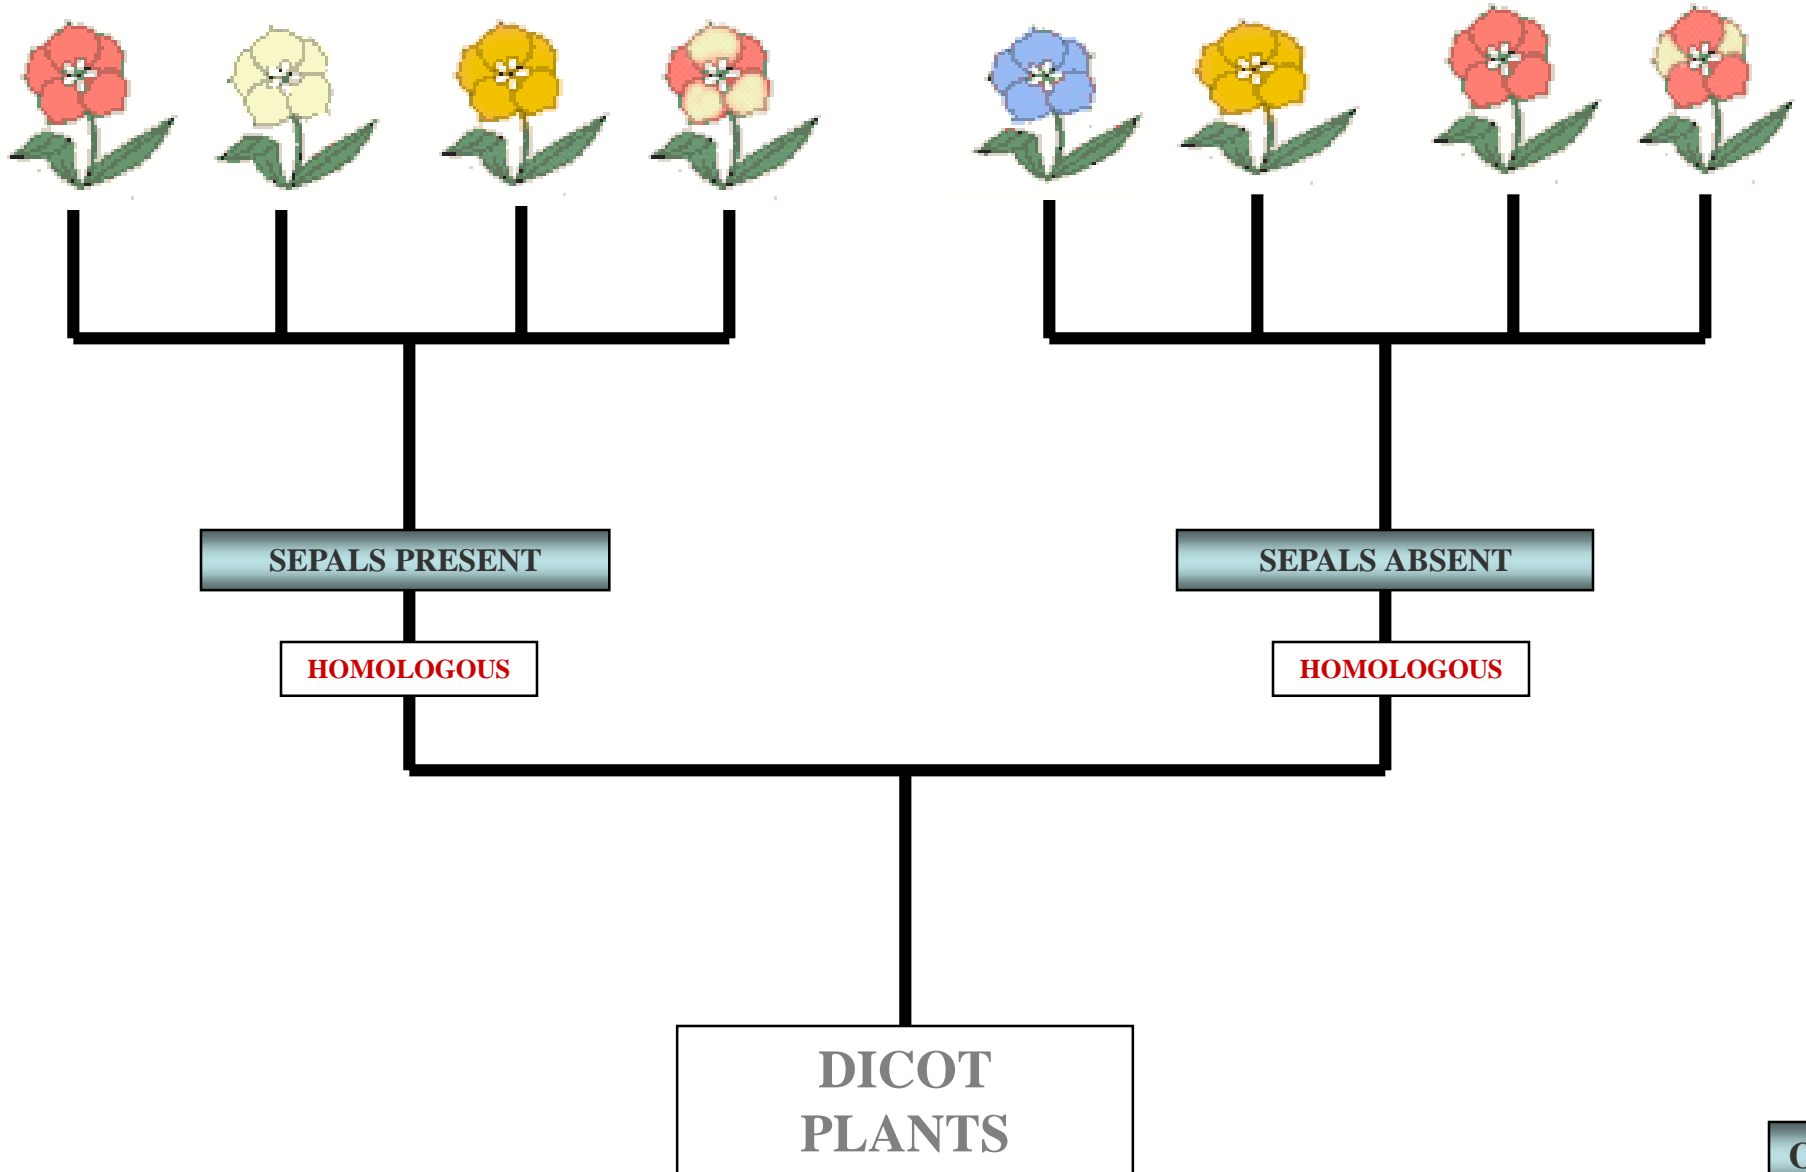 SEPALS PRESENT
SEPALS ABSENT
HOMOLOGOUS
HOMOLOGOUS
DICOT
PLANTS